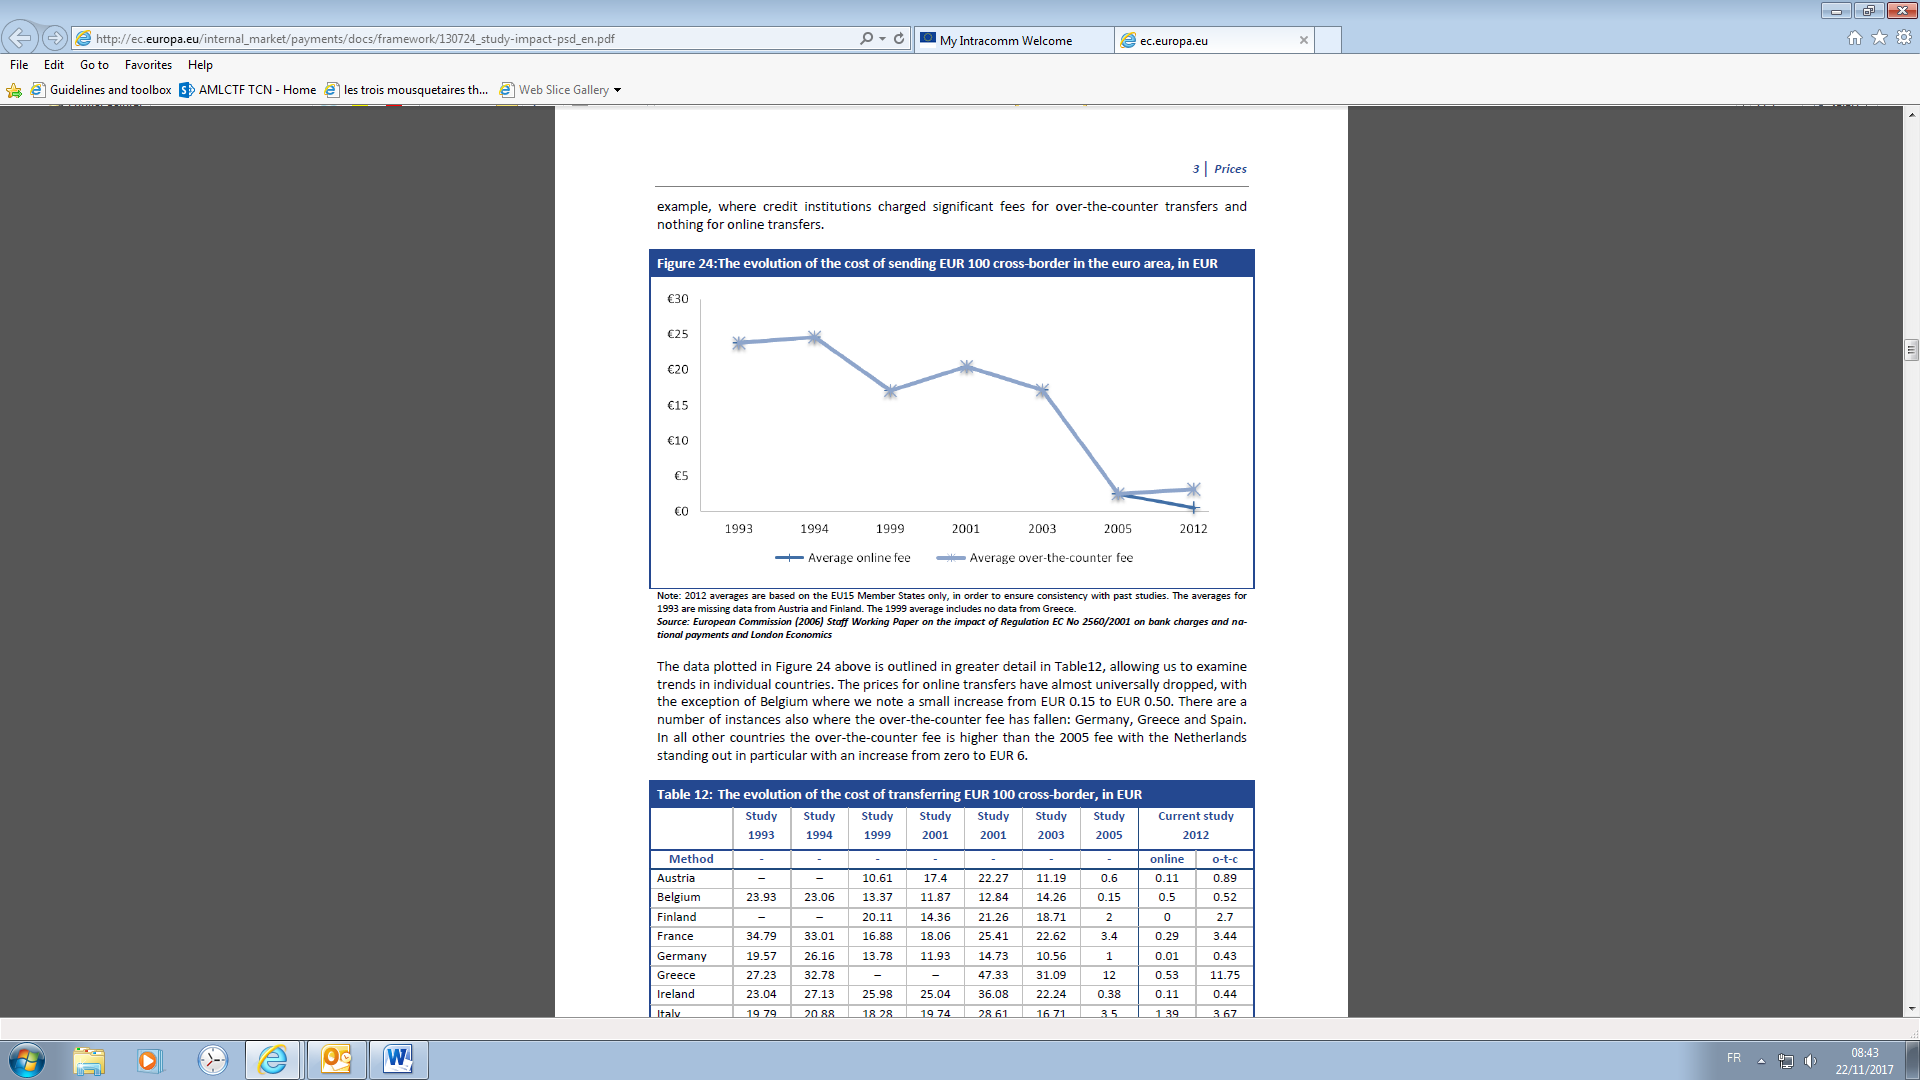 http://ec.europa.eu/internal_market/payments/docs/framework/130724_study-impact-psd_en.pdf
My Intracomm Welcome
ec.europa.eu
File Edit Go to Favorites Help
Guidelines and toolbox AMLCTF TCN - Home les trois mousquetaires th... Web Slice Gallery
3 | Prices
example, where credit institutions charged significant fees for over-the-counter transfers and
nothing for online transfers.
Figure 24:The evolution of the cost of sending EUR 100 cross-border in the euro area, in EUR
€30
€25
€20
€15
€10
€5
€0
1993 1994 1999 2001 2003 2005 2012
Average online fee Average over-the-counter fee
Note: 2012 averages are based on the EU15 Member States only, in order to ensure consistency with past studies. The averages for
1993 are missing data from Austria and Finland. The 1999 average includes no data from Greece.
Source: European Commission (2006) Staff Working Paper on the impact of Regulation EC No 2560/2001 on bank charges and na-
tional payments and London Economics
The data plotted in Figure 24 above is outlined in greater detail in Table12, allowing us to examine
trends in individual countries. The prices for online transfers have almost universally dropped, with
the exception of Belgium where we note a small increase from EUR 0.15 to EUR 0.50. There are a
number of instances also where the over-the-counter fee has fallen: Germany, Greece and Spain.
In all other countries the over-the-counter fee is higher than the 2005 fee with the Netherlands
standing out in particular with an increase from zero to EUR 6.
Table 12: The evolution of the cost of transferring EUR 100 cross-border, in EUR
Study Study Study Study Study Study Study Current study
1993 1994 1999 2001 2001 2003 2005 2012
Method - - - - - - - online o-t-c
Austria – – 10.61 17.4 22.27 11.19 0.6 0.11 0.89
Belgium 23.93 23.06 13.37 11.87 12.84 14.26 0.15 0.5 0.52
Finland – – 20.11 14.36 21.26 18.71 2 0 2.7
France 34.79 33.01 16.88 18.06 25.41 22.62 3.4 0.29 3.44
Germany 19.57 26.16 13.78 11.93 14.73 10.56 1 0.01 0.43
Greece 27.23 32.78 – – 47.33 31.09 12 0.53 11.75
Ireland 23.04 27.13 25.98 25.04 36.08 22.24 0.38 0.11 0.44
Italy 19.79 20.88 18.28 19.74 28.61 16.71 3.5 1.39 3.67
FR
08:43
22/11/2017